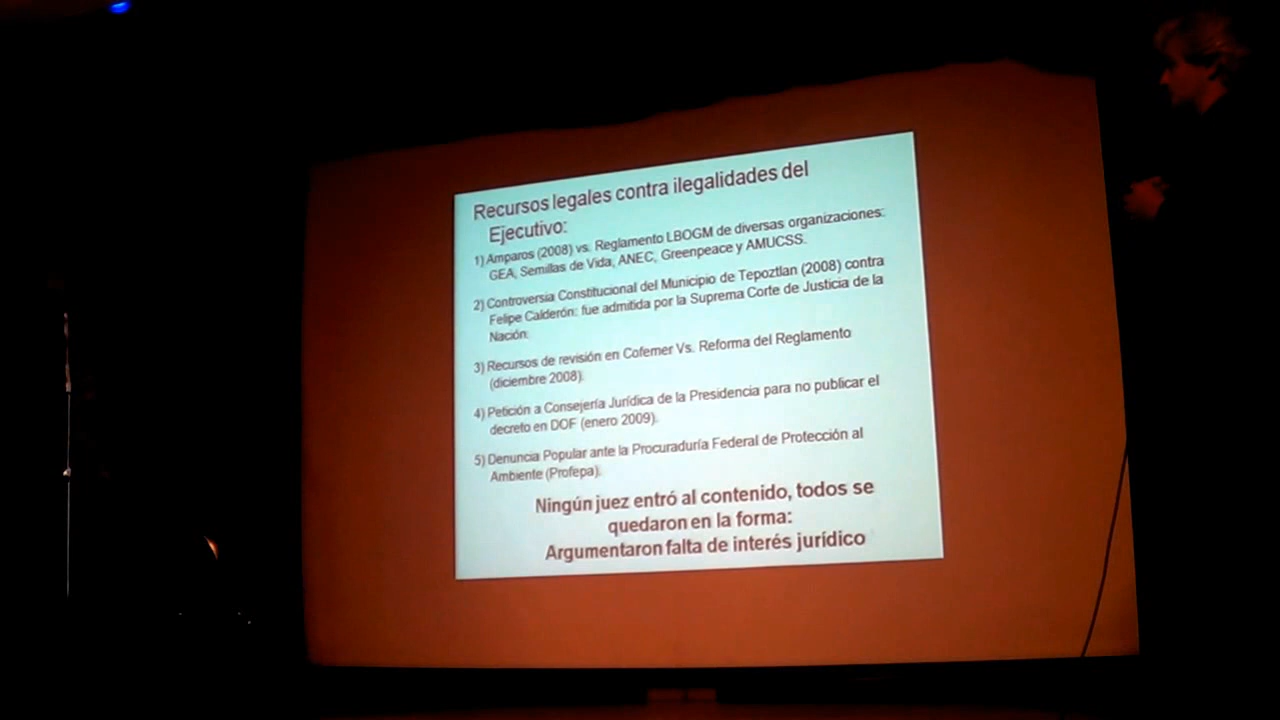 Recursos legales contra ilegalidades del
Ejecutivo:
1) Amparos (2008) vs. Reglamento LBOGM de diversas organizaciones:
GEA, Semillas de Vida, ANEC, Greenpeace y AMUCSS.
2) Controversia Constitucional del Municipio de Tepoztlan (2008) contra
Felipe Calderón: fue admitida por la Suprema Corte de Justicia de la
Nación.
3) Recursos de revisión en Cofemer Vs. Reforma del Reglamento
(diciembre 2008).
4) Petición a Consejería Jurídica de la Presidencia para no publicar el
decreto en DOF (enero 2009).
5) Denuncia Popular ante la Procuraduría Federal de Protección al
Ambiente (Profepa).
Ningún juez entró al contenido, todos se
quedaron en la forma:
Argumentaron falta de interés jurídico